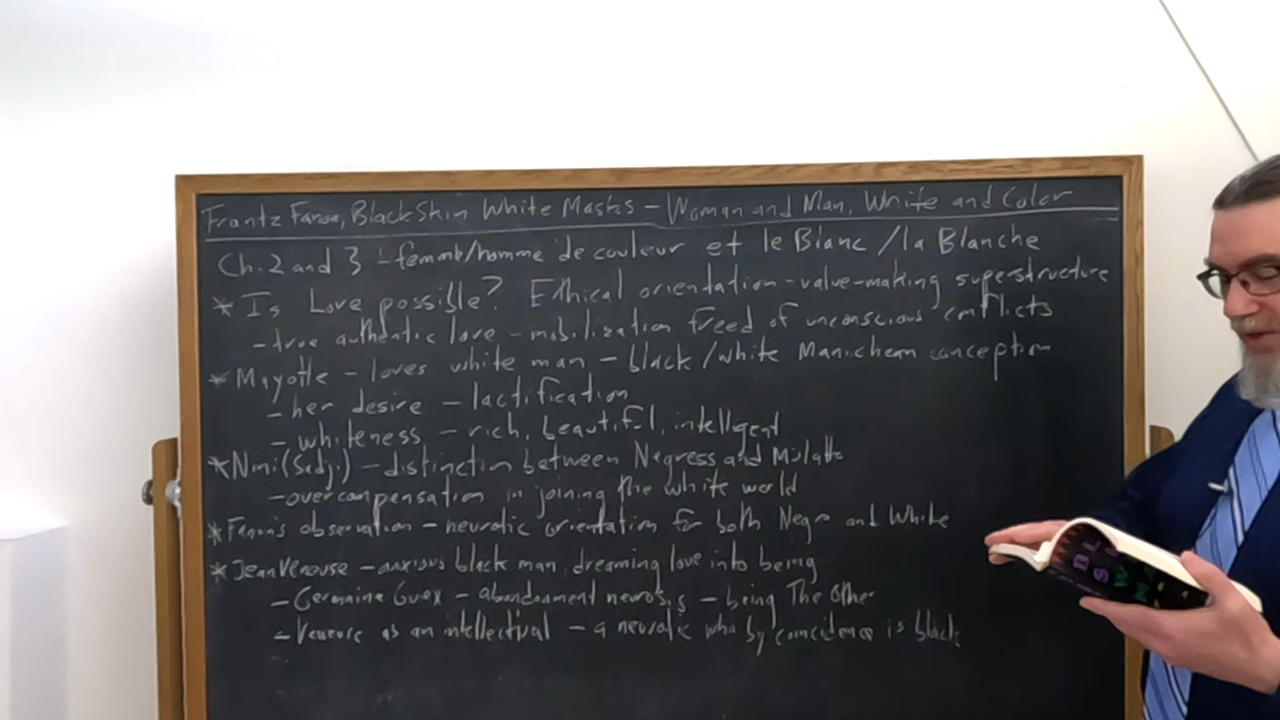 Frantz Fanon, Black Skin White Masks – Woman and Man, White and Color
Ch. 2 and 3 – femme/homme de couleur et le Blanc /la Blanche
* Is Love possible? Ethical orientation-value-making superstructure
- true authentic love - mobilization freed of unconscious conflicts
* Mayotte - loves white man - black/white Manichean conception
- her desire - lactification
- whiteness - rich, beautiful, intelligent
* Nini (Sadji) - distinction between Negress and Mulatto
- overcompensation in joining the white world
* Fanon's observation - neurotic orientation for both Negro and White
* Jean Veneuse - anxious black man, dreaming love into being
- Germaine Guex - abandonment neurosis - being The Other
- Veneuse as an intellectual - a neurotic who by coincidence is black